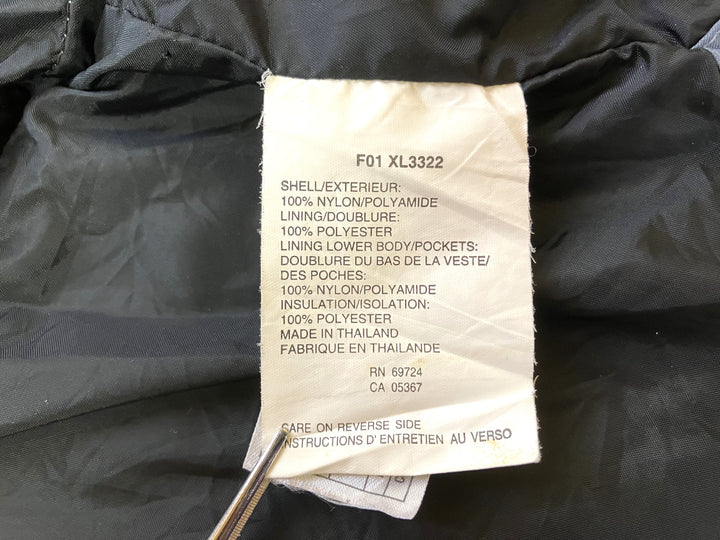 F01 XL3322
SHELL/EXTERIEUR:
100% NYLON/POLYAMIDE
LINING/DOUBLURE:
100% POLYESTER
LINING LOWER BODY/POCKETS:
DOUBLURE DU BAS DE LA VESTE/
DES POCHES:
100% NYLON/POLYAMIDE
INSULATION/ISOLATION:
100% POLYESTER
MADE IN THAILAND
FABRIQUE EN THAILANDE
RN 69724
CA 05367
CARE ON REVERSE SIDE
INSTRUCTIONS D'ENTRETIEN AU VERSO